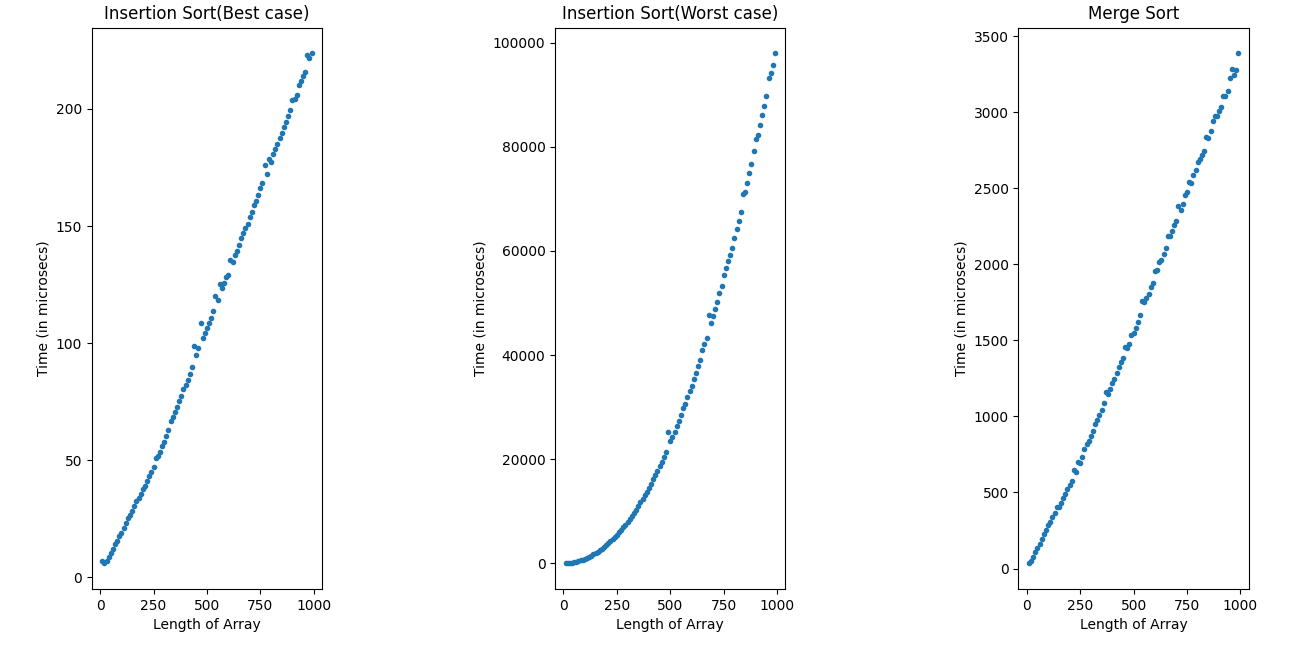 Insertion Sort(Best case)
Time (in microsecs)
200
150
100
50
0
0 250 500 750 1000
Length of Array
Insertion Sort(Worst case)
Time (in microsecs)
100000
80000
60000
40000
20000
0
0 250 500 750 1000
Length of Array
Merge Sort
Time (in microsecs)
3500
3000
2500
2000
1500
1000
500
0
0 250 500 750 1000
Length of Array